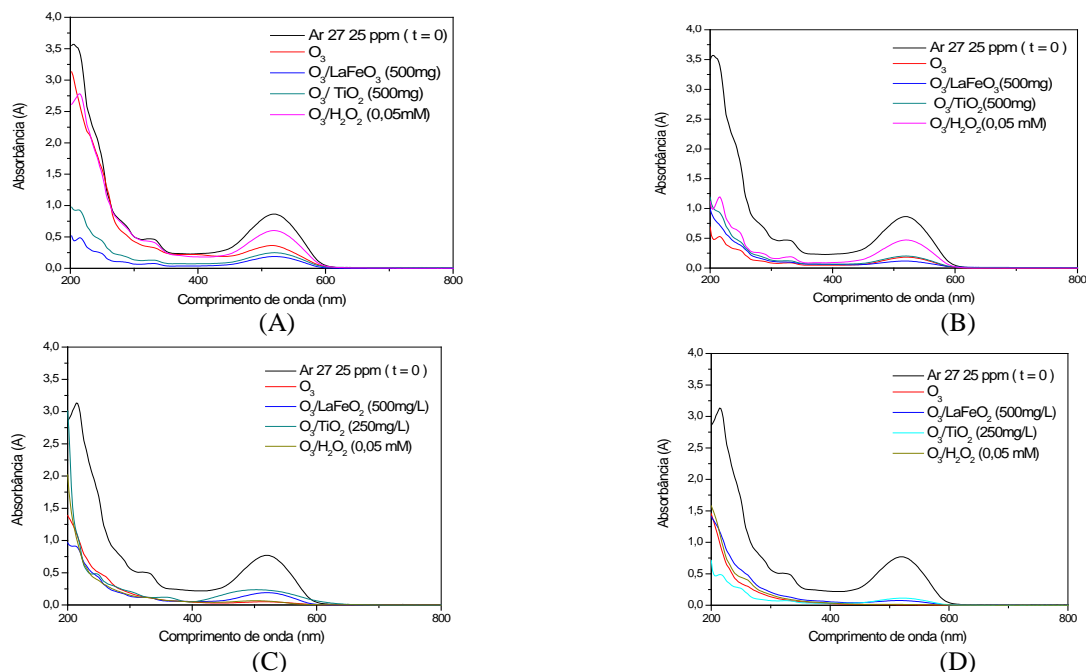 Absorbância (A)
4,0
3,5
3,0
2,5
2,0
1,5
1,0
0,5
0,0
200 400 600 800
Comprimento de onda (nm)
Ar 27 25 ppm ( t = 0)
O3
O3/LaFeO3 (500mg)
O3/ TiO2 (500mg)
O3/H2O2 (0,05mM)
(A)
Absorbância (A)
4,0
3,5
3,0
2,5
2,0
1,5
1,0
0,5
0,0
200 400 600 800
Comprimento de onda (nm)
Ar 27 25 ppm ( t = 0)
O3
O3/LaFeO3(500mg)
O3/TiO2(500mg)
O3/H2O2(0,05 mM)
(B)
Absorbância (A)
4,0
3,5
3,0
2,5
2,0
1,5
1,0
0,5
0,0
200 400 600 800
Comprimento de onda (nm)
Ar 27 25 ppm ( t = 0)
O3
O3/LaFeO2 (500mg/L)
O3/TiO2 (250mg/L)
O3/H2O2 (0,05 mM)
(C)
Absorbância (A)
4,0
3,5
3,0
2,5
2,0
1,5
1,0
0,5
0,0
200 400 600 800
Comprimento de onda (nm)
Ar 27 25 ppm ( t = 0)
O3
O3/LaFeO2 (500mg/L)
O3/TiO2 (250mg/L)
O3/H2O2 (0,05 mM)
(D)